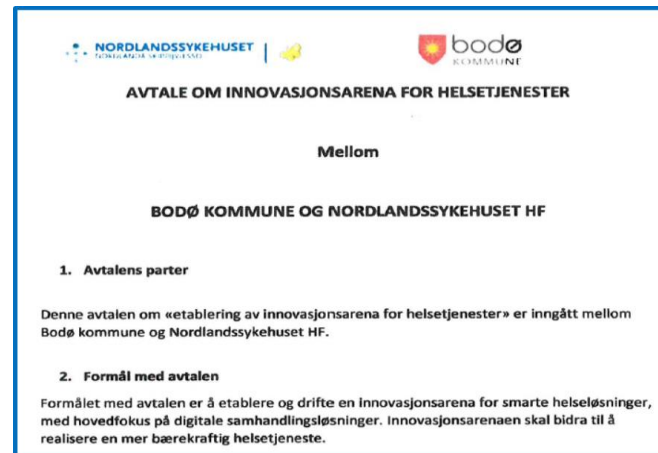 NORDLANDSSYKEHUSET
bodø
KOMMUNE
AVTALE OM INNOVASJONSARENA FOR HELSETJENESTER
Mellom
BODØ KOMMUNE OG NORDLANDSSYKEHUSET HF
1. Avtalens parter
Denne avtalen om «etablering av innovasjonsarena for helsetjenester» er inngått mellom
Bodø kommune og Nordlandssykehuset HF.
2. Formål med avtalen
Formålet med avtalen er å etablere og drifte en innovasjonsarena for smarte helseløsninger,
med hovedfokus på digitale samhandlingsløsninger. Innovasjonsarenaen skal bidra til å
realisere en mer bærekraftig helsetjeneste.